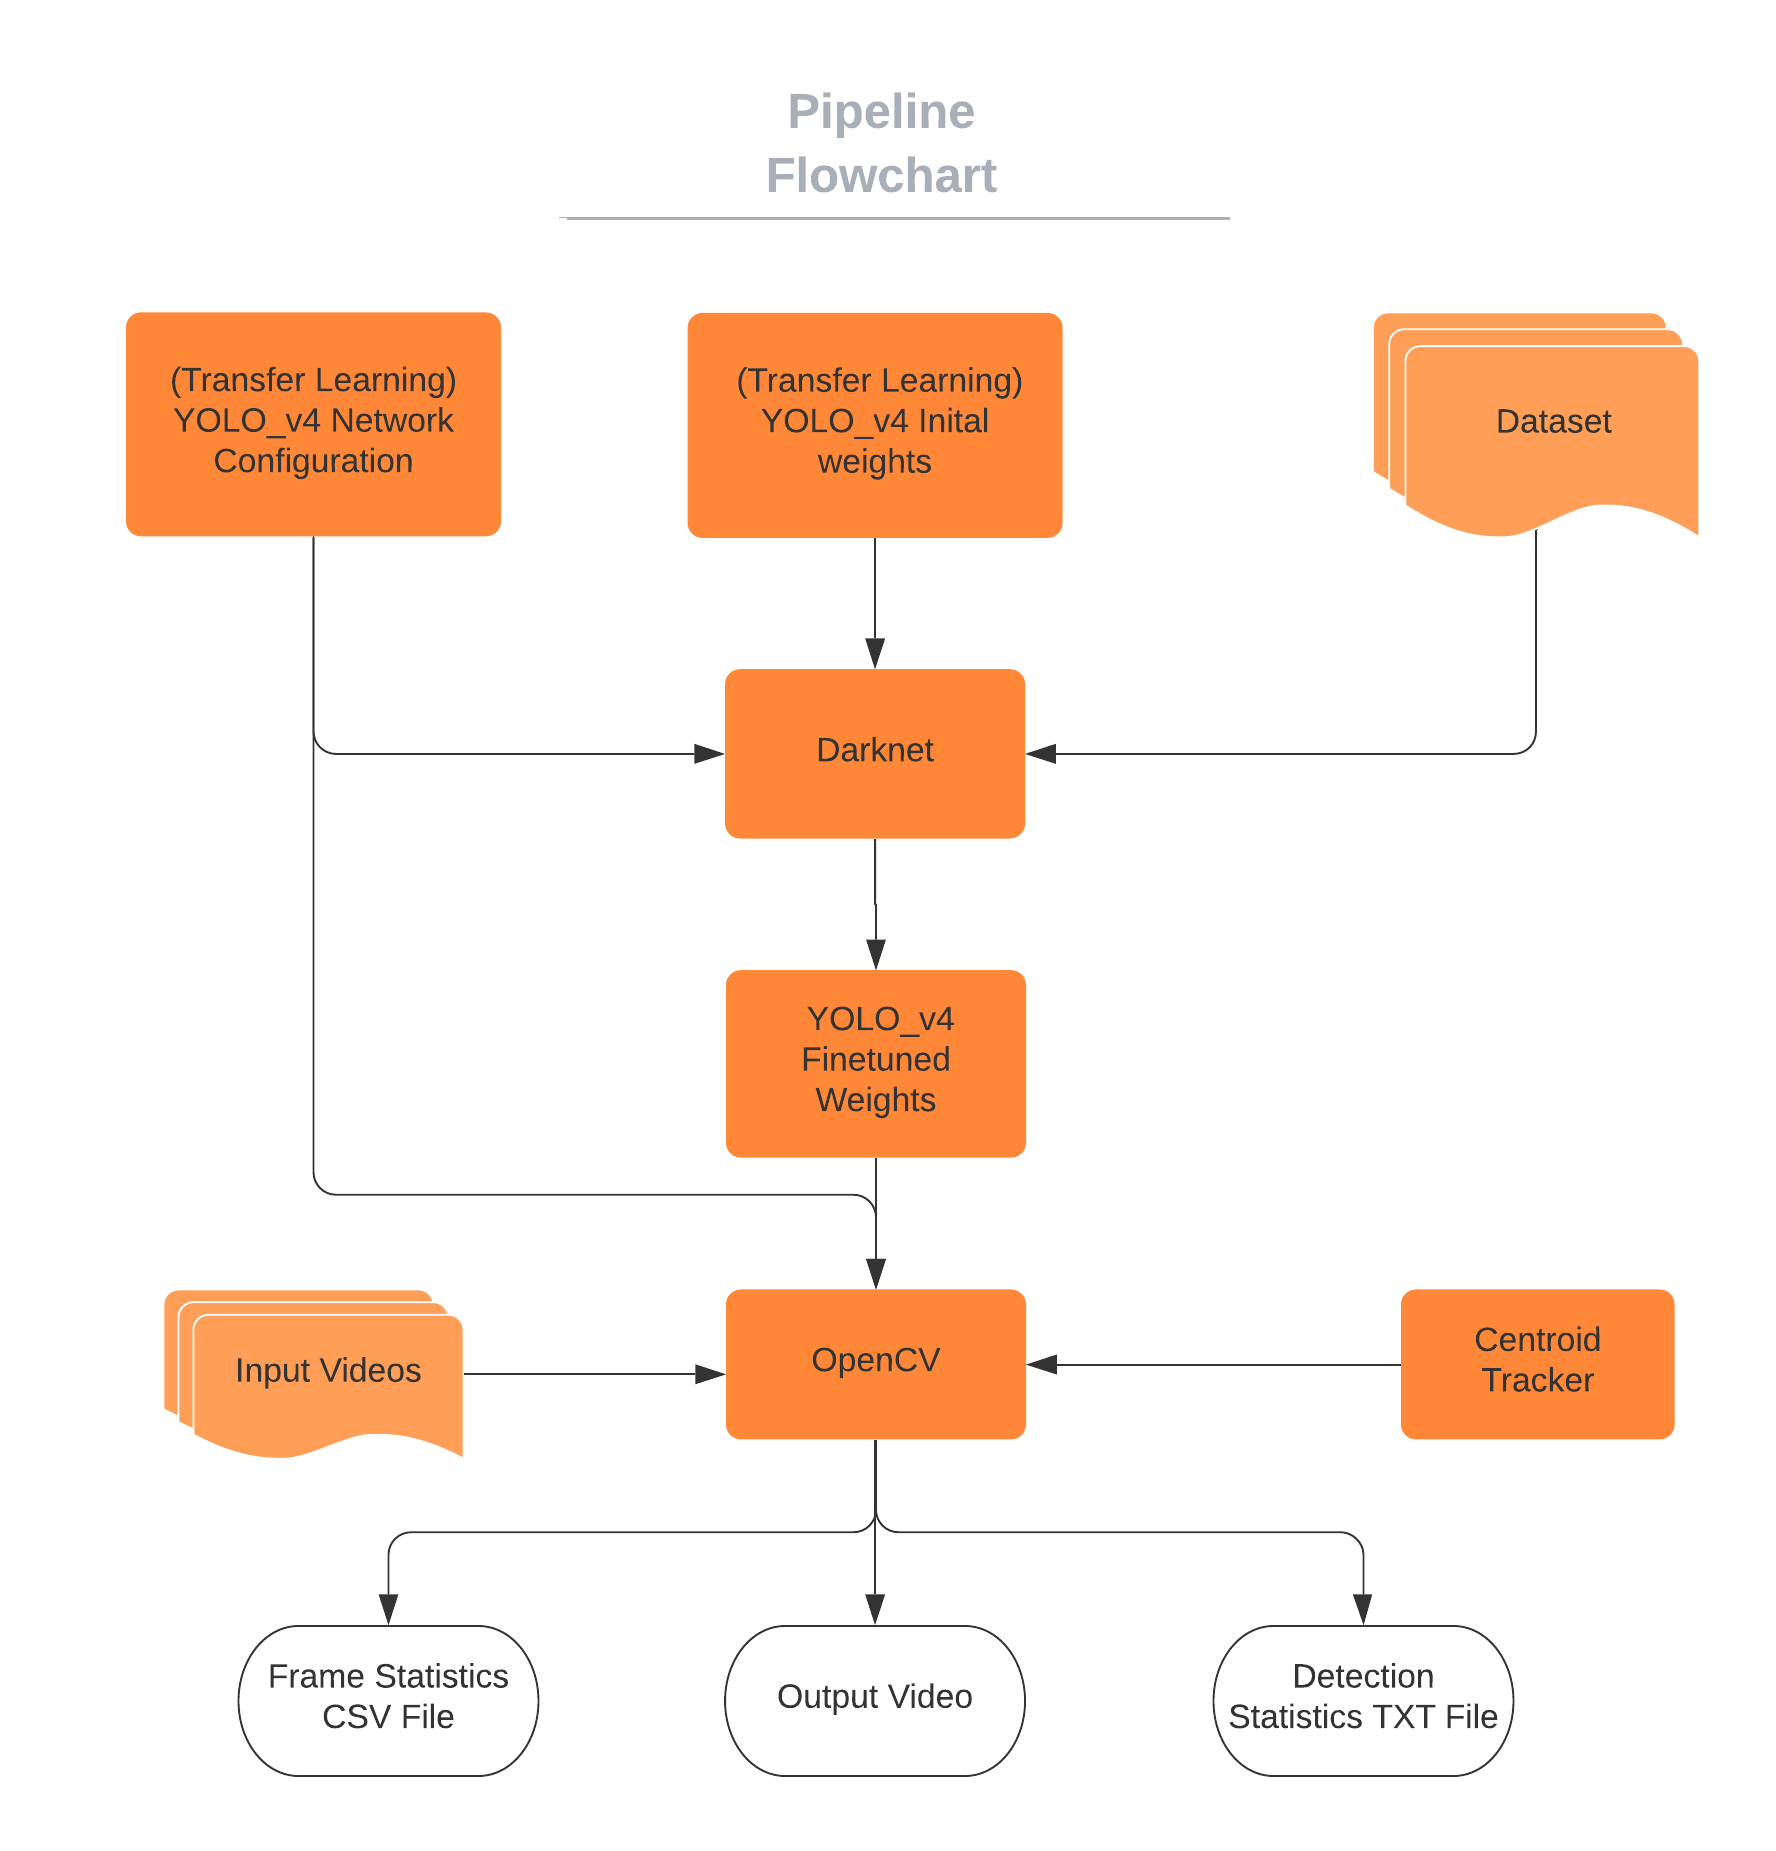 Pipeline
Flowchart
(Transfer Learning)
YOLO_v4 Network
Configuration
(Transfer Learning)
YOLO_v4 Inital
weights
Dataset
Darknet
YOLO_v4
Finetuned
Weights
Input Videos
OpenCV
Centroid
Tracker
Frame Statistics
CSV File
Output Video
Detection
Statistics TXT File